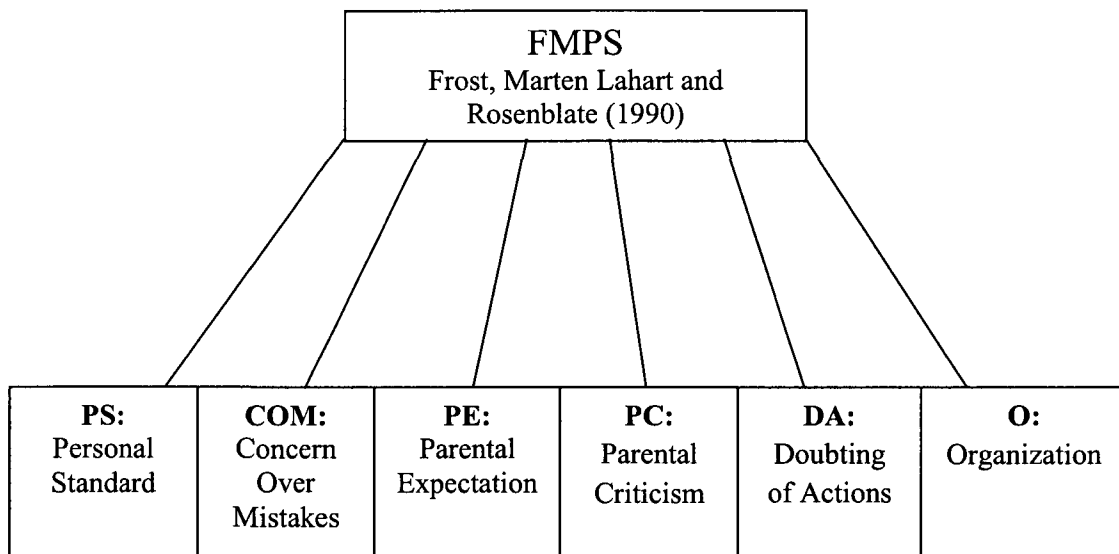 FMPS
Frost, Marten Lahart and
Rosenblate (1990)
PS:
Personal
Standard
COM:
Concern
Over
Mistakes
PE:
Parental
Expectation
PC:
Parental
Criticism
DA:
Doubting
of Actions
O:
Organization